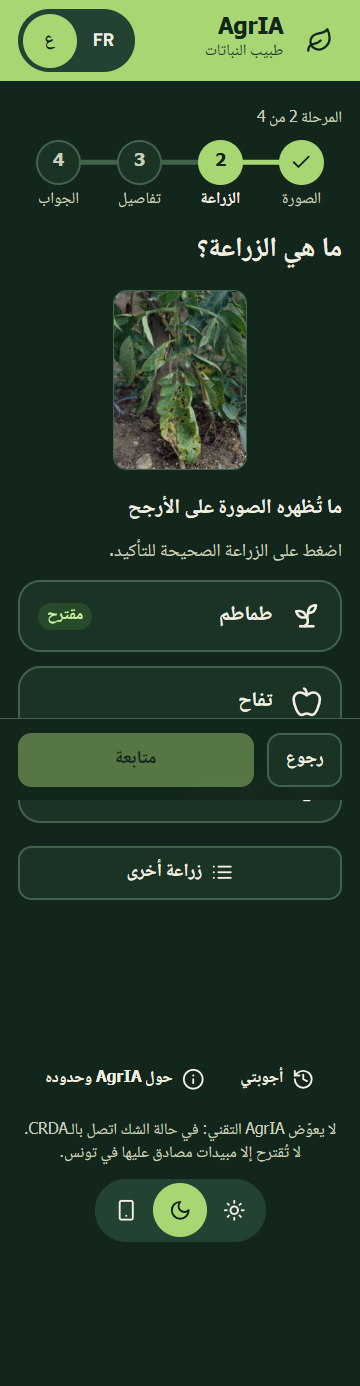 AgrIA
طبيب النباتات
FR
ع
المرحلة 2 من 4
2
3
4
الصورة
الزراعة
تفاصيل
الجواب
ما هي الزراعة؟
ما تُظهره الصورة على الأرجح
اضغط على الزراعة الصحيحة للتأكيد.
طماطم
مقترح
تفاح
رجوع
متابعة
زراعة أخرى
أجوبتي
حول AgrIA وحدوده
لا يعوّض AgrIA التقني: في حالة الشك اتصل بالـCRDA.
لا تُقترح إلا مبيدات مصادق عليها في تونس.